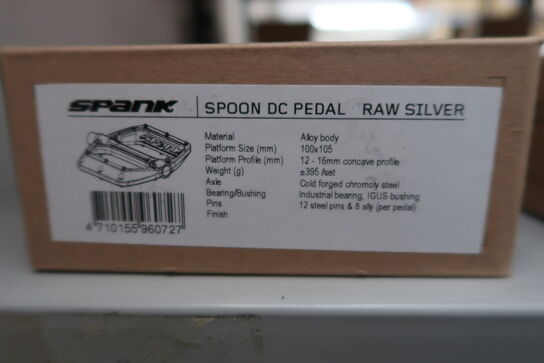 SPANK | SPOON DC PEDAL RAW SILVER
Material Alloy body
Platform Size (mm) 100x105
Platform Profile (mm) 12 - 16mm concave profile
Weight (g) ±395 /set
Axle Cold forged chromoly steel
Bearing/Bushing Industrial bearing, IGUS bushing
Pins 12 steel pins & 8 ally (per pedal)
Finish
4 710155 960727